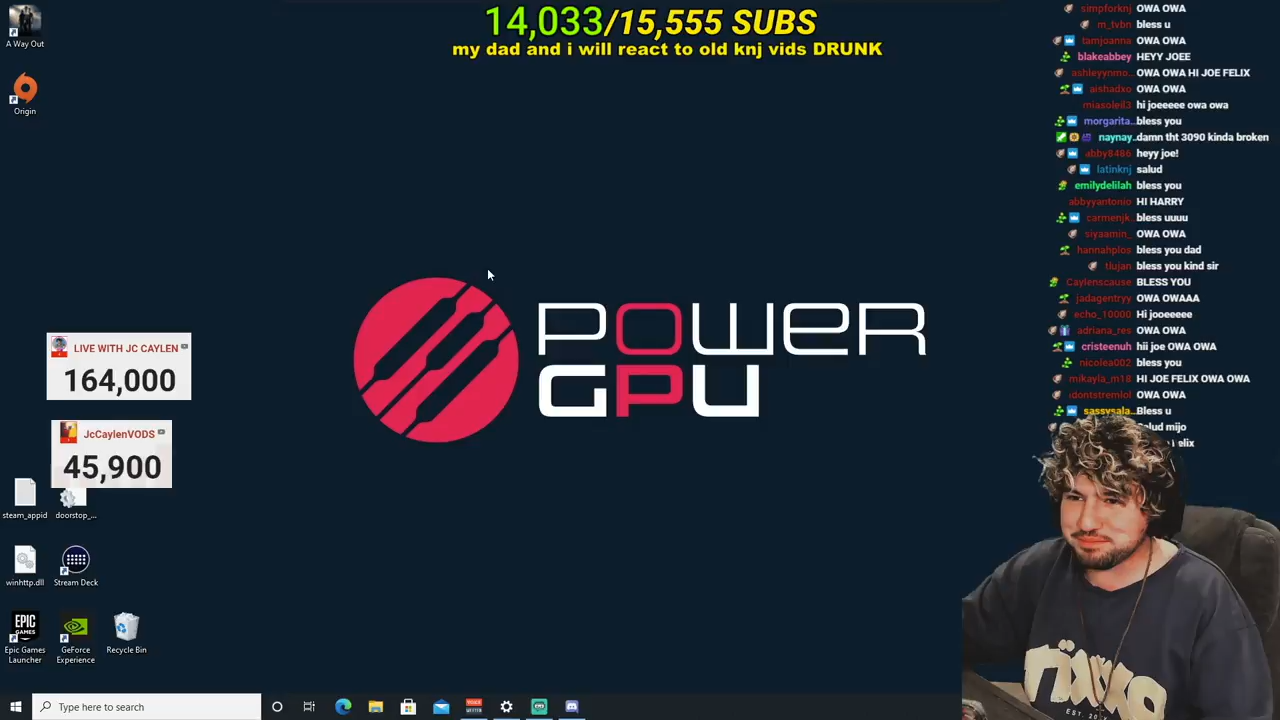 14,033/15,555 SUBS
my dad and i will react to old knj vids DRUNK
A Way Out
Origin
POWER
GPU
LIVE WITH JC CAYLEN
164,000
JcCaylenVODS
45,900
steam_appid
doorstop_...
winhttp.dll
Stream Deck
Epic Games Launcher
GeForce Experience
Recycle Bin
Type here to search
simpforknj OWA OWA
m_tvbn bless u
tamjoanna OWA OWA
blakeabbey HEYY JOEE
ashleyynmo... OWA OWA HI JOE FELIX
aishadxo OWA OWA
miasoleil3 hi joeeeee owa owa
morgarita... bless you
naynay... damn tht 3090 kinda broken
abby8486 heyy joe!
latinknj salud
emilydelilah bless you
abbyyantonio HI HARRY
carmenjk... bless uuuu
siyaamin_ OWA OWA
hannahplos bless you dad
tlujan bless you kind sir
Caylenscause BLESS YOU
jadagentryy OWA OWAAA
echo_10000 Hi jooeeeee
adriana_res OWA OWA
cristeenuh hii joe OWA OWA
nicolea002 bless you
mikayla_m18 HI JOE FELIX OWA OWA
idontstremlol OWA OWA
sassysala... Bless u
Salud mijo